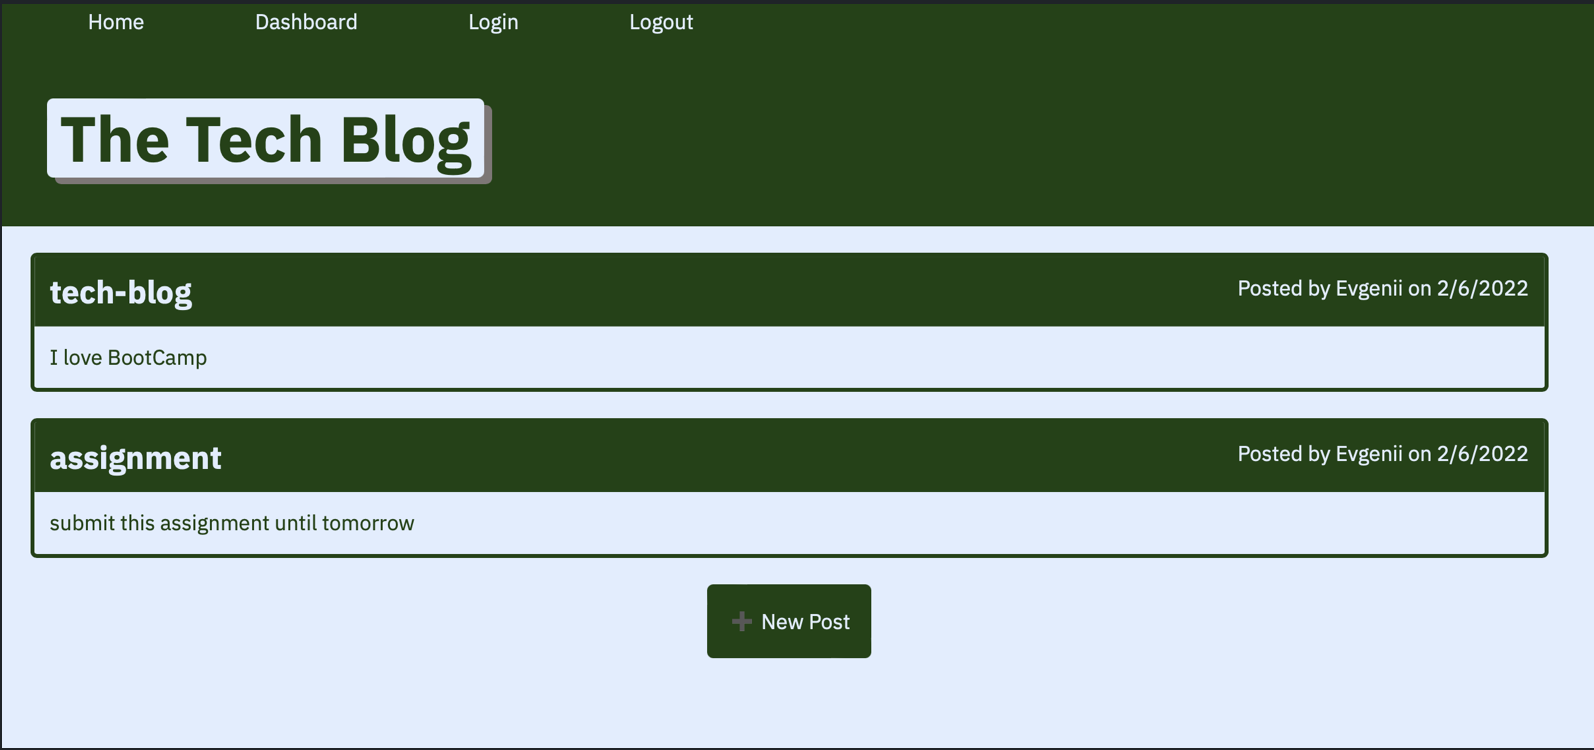 Home Dashboard Login Logout
The Tech Blog
tech-blog Posted by Evgenii on 2/6/2022
I love BootCamp
assignment Posted by Evgenii on 2/6/2022
submit this assignment until tomorrow
➕ New Post